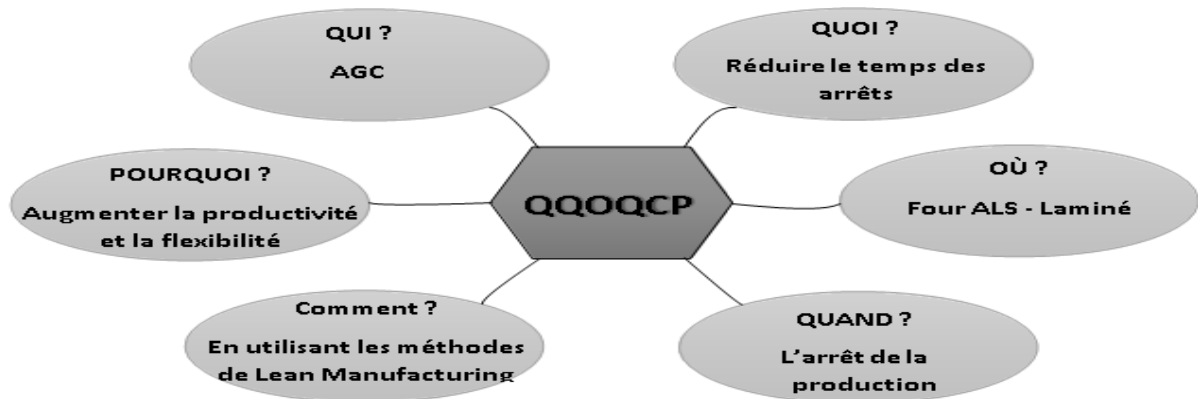 QUI ?
AGC
QUOI ?
Réduire le temps des
arrêts
POURQUOI ?
Augmenter la productivité
et la flexibilité
QQOQCP
OÙ ?
Four ALS - Laminé
Comment ?
En utilisant les méthodes
de Lean Manufacturing
QUAND ?
L’arrêt de la
production